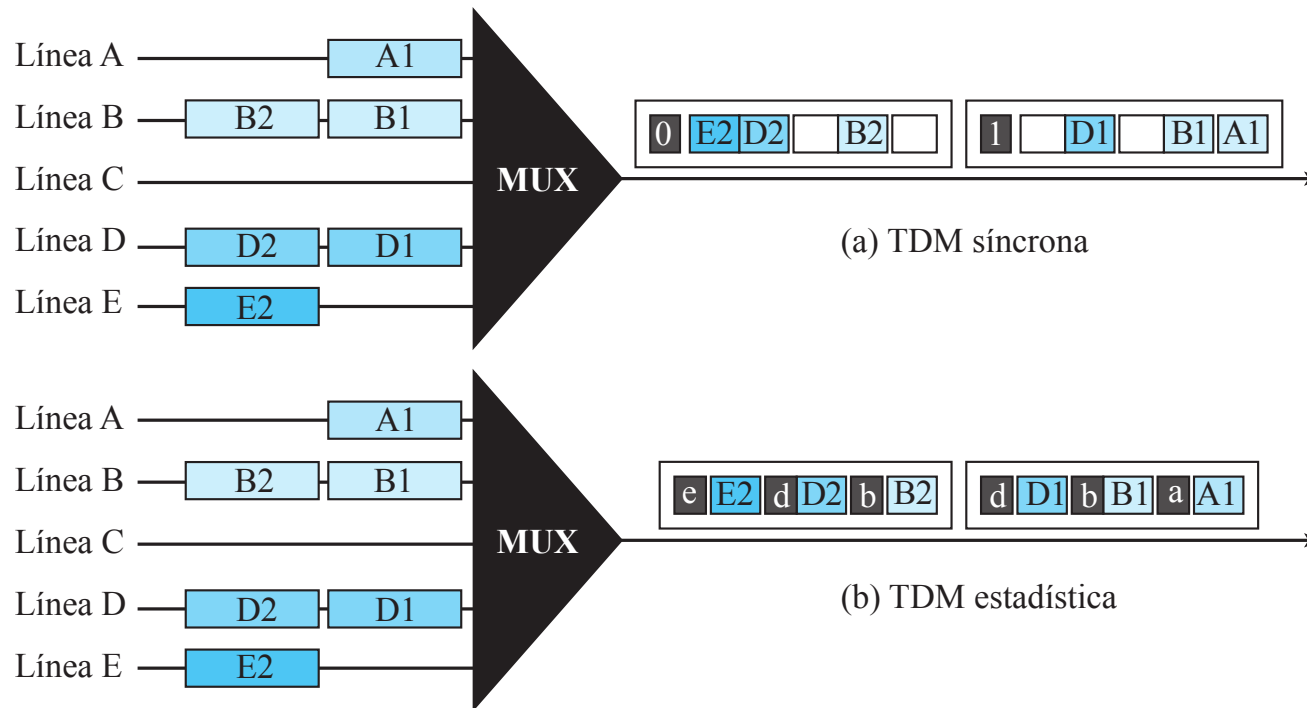 Línea A A1
Línea B B2 B1
0 E2 D2 B2 1 D1 B1 A1
Línea C MUX
Línea D D2 D1
(a) TDM síncrona
Línea E E2
Línea A A1
Línea B B2 B1
e E2 d D2 b B2 d D1 b B1 a A1
Línea C MUX
Línea D D2 D1
(b) TDM estadística
Línea E E2